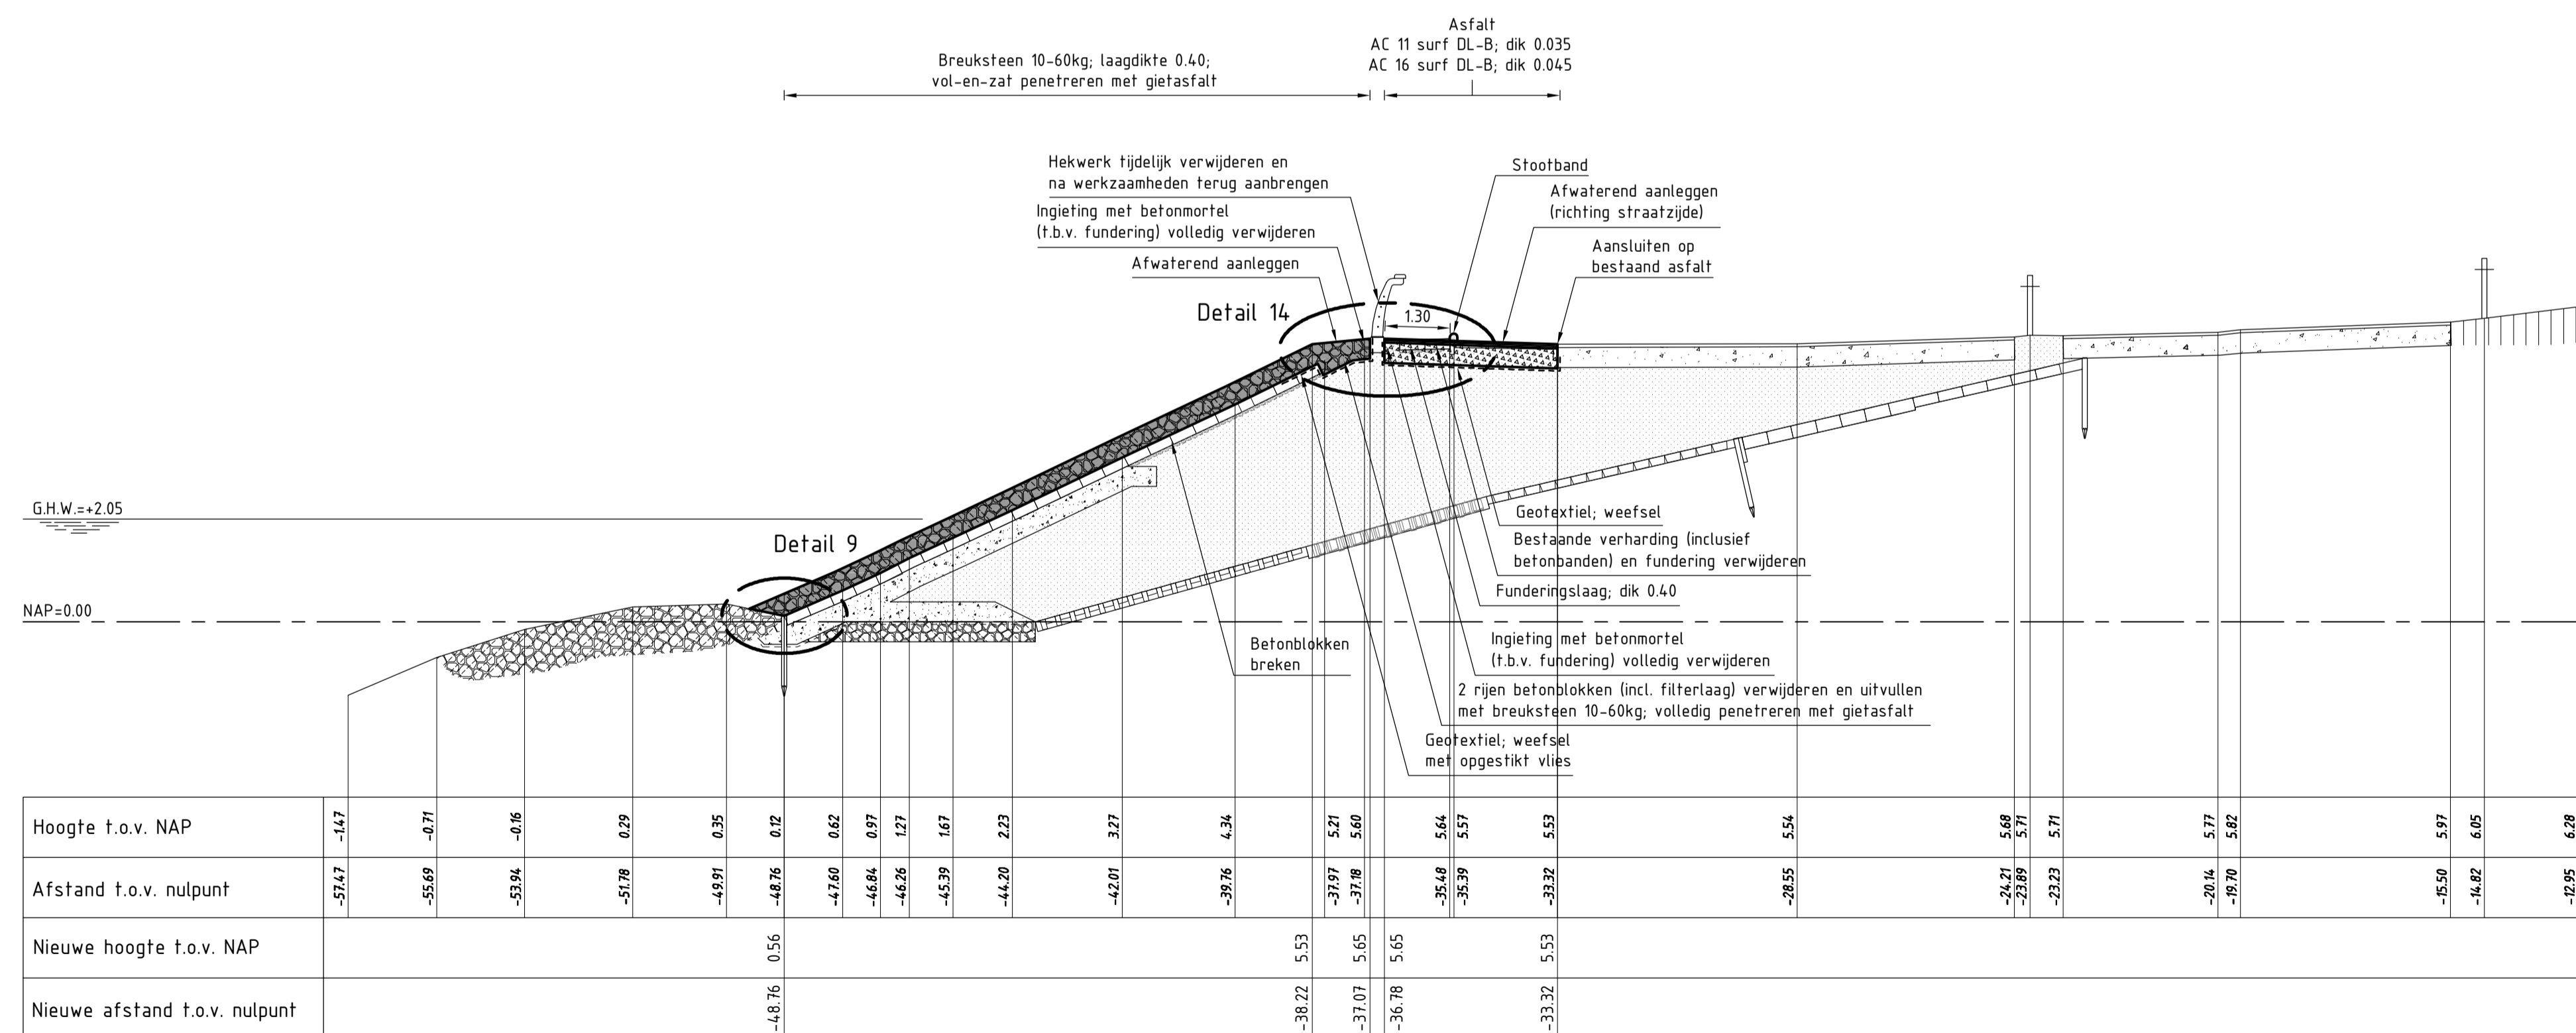 Asfalt
AC 11 surf DL-B; dik 0.035
AC 16 surf DL-B; dik 0.045
Breuksteen 10-60kg; laagdikte 0.40;
vol-en-zat penetreren met gietasfalt
Hekwerk tijdelijk verwijderen en
na werkzaamheden terug aanbrengen
Ingieting met betonmortel
(t.b.v. fundering) volledig verwijderen
Afwaterend aanleggen
Stootband
Afwaterend aanleggen
(richting straatzijde)
Aansluiten op
bestaand asfalt
Detail 14
1.30
G.H.W.=+2.05
Detail 9
NAP=0.00
Geotextiel; weefsel
Bestaande verharding (inclusief
betonbanden) en fundering verwijderen
Funderingslaag; dik 0.40
Betonblokken
breken
Ingieting met betonmortel
(t.b.v. fundering) volledig verwijderen
2 rijen betonblokken (incl. filterlaag) verwijderen en uitvullen
met breuksteen 10-60kg; volledig penetreren met gietasfalt
Geotextiel; weefsel
met opgestikt vlies
Hoogte t.o.v. NAP -1.47 -0.71 -0.16 0.29 0.35 0.12 0.62 0.97 1.27 1.67 2.23 3.27 4.34 5.21 5.60 5.64 5.57 5.53 5.54 5.68 5.71 5.71 5.77 5.82 5.97 6.05 6.28
Afstand t.o.v. nulpunt -57.47 -55.69 -53.94 -51.78 -49.91 -48.76 -47.60 -46.84 -46.26 -45.39 -44.20 -42.01 -39.76 -37.97 -37.18 -35.48 -35.39 -33.32 -28.55 -24.21 -23.89 -23.23 -20.14 -19.70 -15.50 -14.82 -12.95
Nieuwe hoogte t.o.v. NAP 0.56 5.53 5.65 5.65 5.53
Nieuwe afstand t.o.v. nulpunt -48.76 -38.22 -37.07 -36.78 -33.32